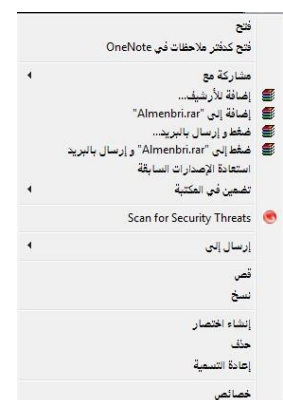 فتح
فتح كدفتر ملاحظات في OneNote
مشاركة مع
إضافة للأرشيف...
إضافة إلى "Almenbri.rar"
ضغط و إرسال بالبريد...
ضغط إلى "Almenbri.rar" و إرسال بالبريد
استعادة الإصدارات السابقة
تضمين في المكتبة
Scan for Security Threats
إرسال إلى
قص
نسخ
إنشاء اختصار
حذف
إعادة التسمية
خصائص